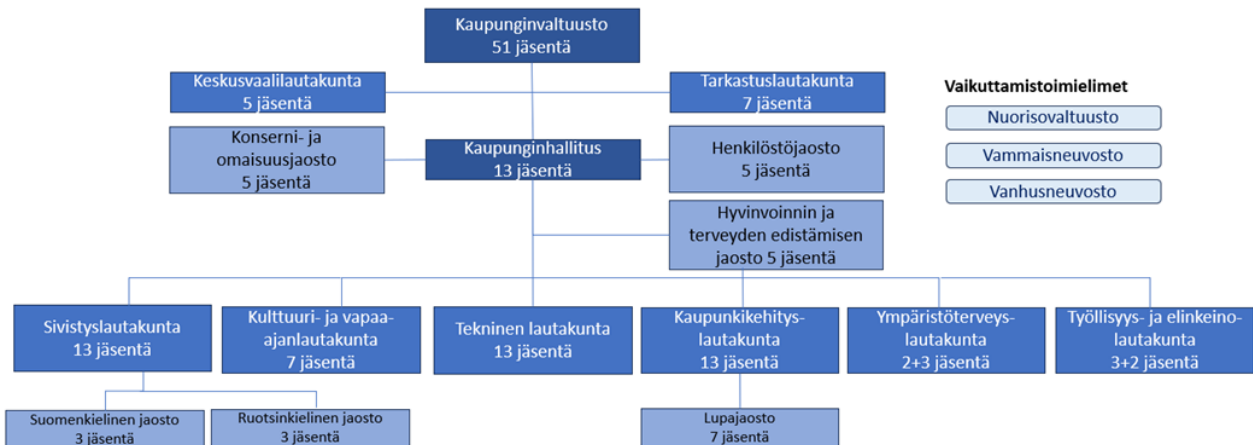 Kaupunginvaltuusto
51 jäsentä
Keskusvaalilautakunta
5 jäsentä
Tarkastuslautakunta
7 jäsentä
Konserni- ja
omaisuusjaosto
5 jäsentä
Kaupunginhallitus
13 jäsentä
Henkilöstöjaosto
5 jäsentä
Hyvinvoinnin ja
terveyden edistämisen
jaosto 5 jäsentä
Vaikuttamistoimielimet
Nuorisovaltuusto
Vammaisneuvosto
Vanhusneuvosto
Sivistyslautakunta
13 jäsentä
Kulttuuri- ja vapaa-
ajanlautakunta
7 jäsentä
Tekninen lautakunta
13 jäsentä
Kaupunkikehitys-
lautakunta
13 jäsentä
Ympäristöterveys-
lautakunta
2+3 jäsentä
Työllisyys- ja elinkeino-
lautakunta
3+2 jäsentä
Suomenkielinen jaosto
3 jäsentä
Ruotsinkielinen jaosto
3 jäsentä
Lupajaosto
7 jäsentä